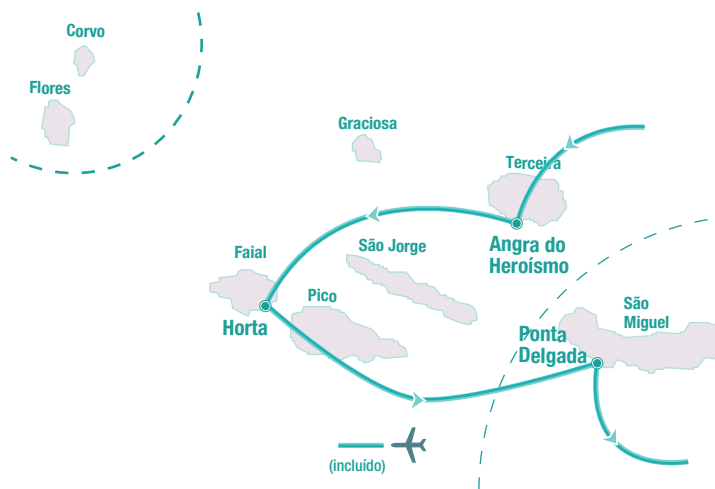 Corvo
Flores
Graciosa
Terceira
Angra do
Heroísmo
São Jorge
Faial
Pico
Horta
São
Miguel
Ponta
Delgada
(incluído)